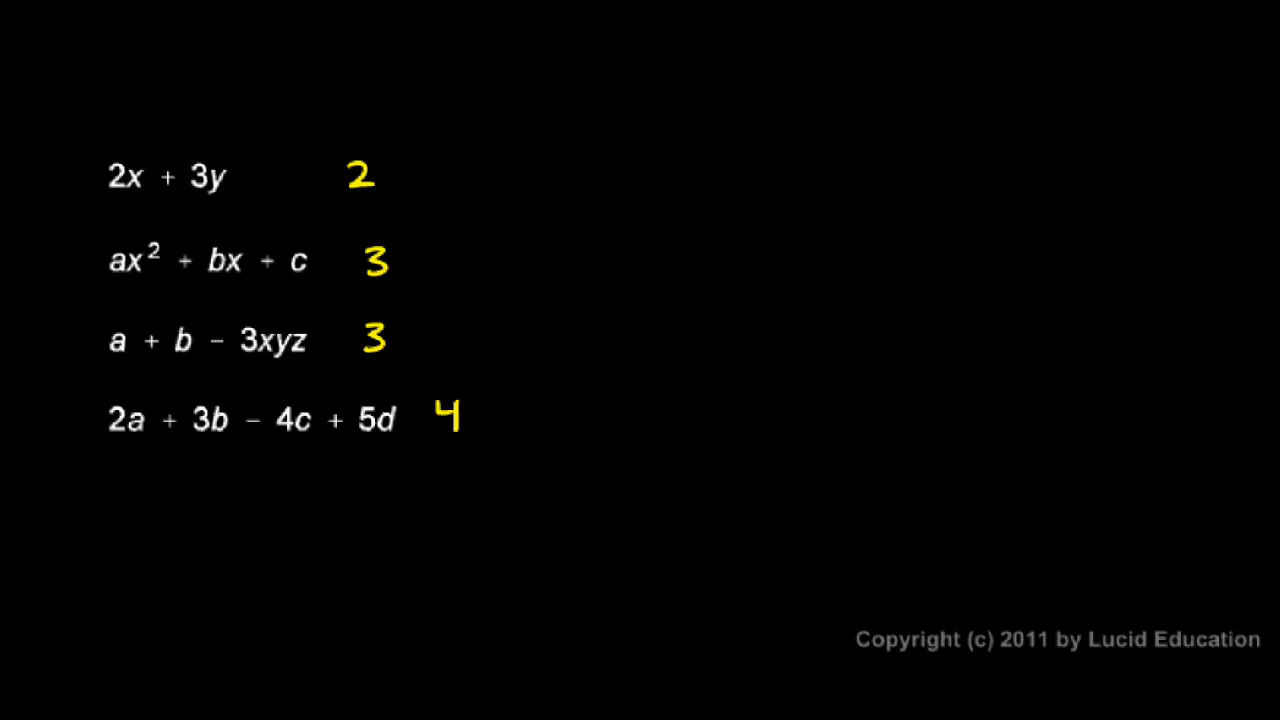 2x + 3y 2
ax² + bx + c 3
a + b − 3xyz 3
2a + 3b − 4c + 5d 4
Copyright (c) 2011 by Lucid Education